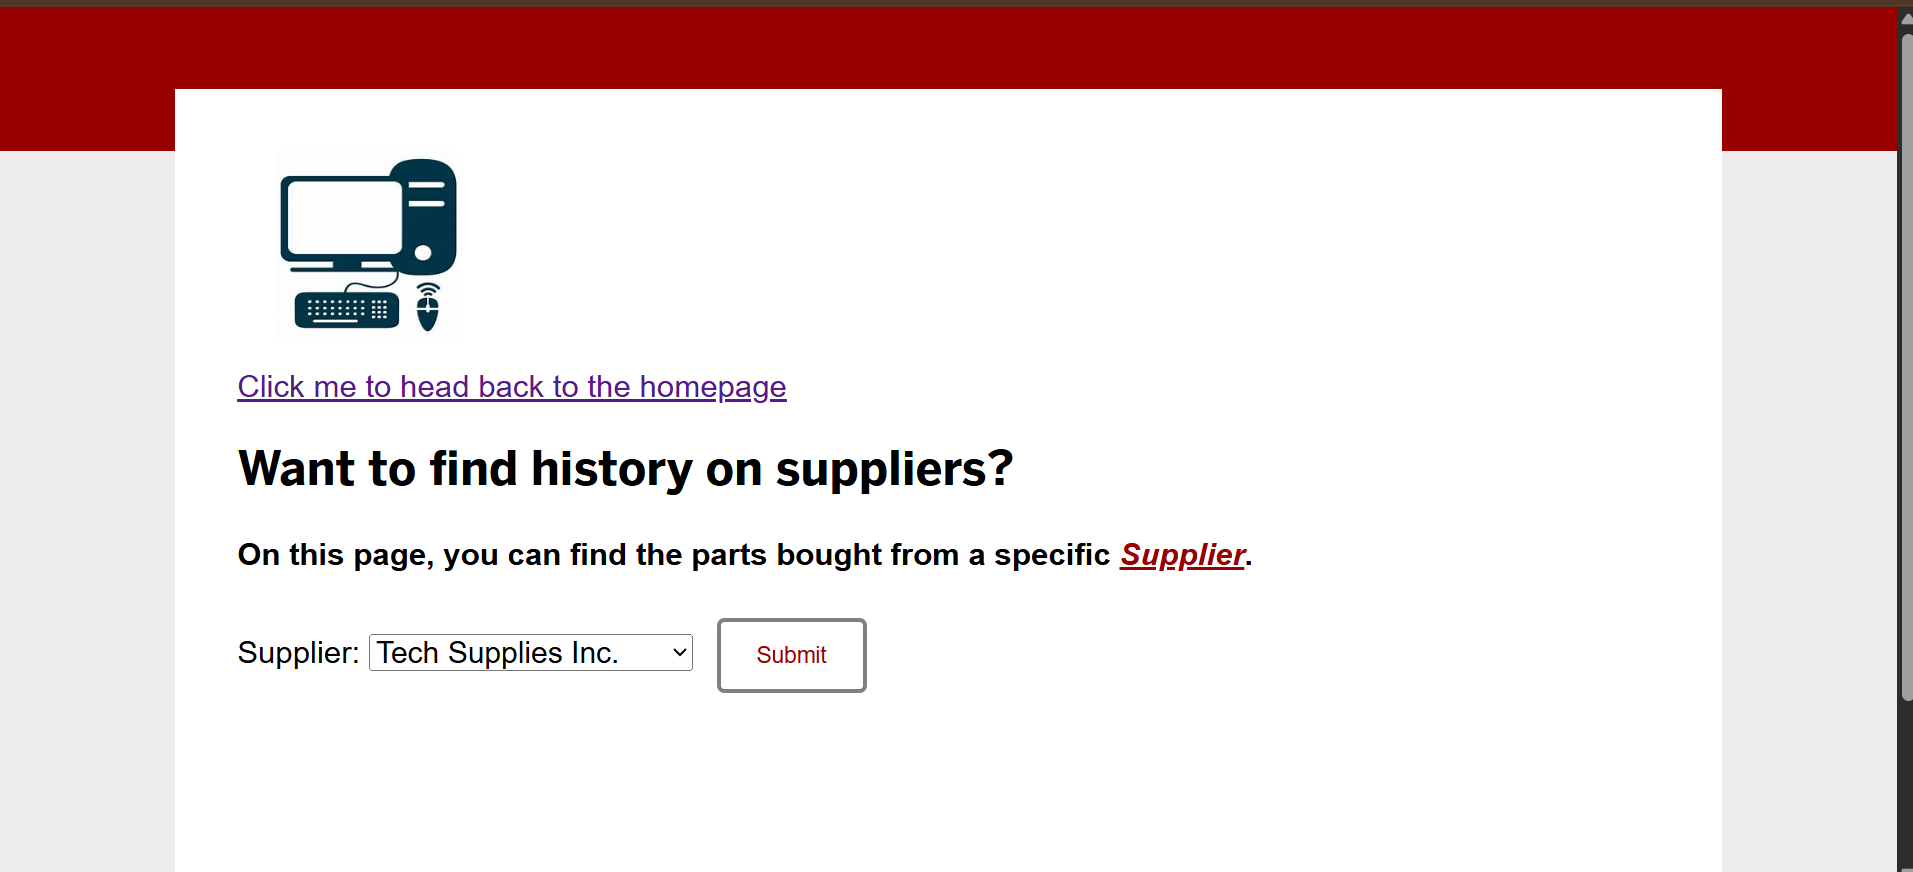 Click me to head back to the homepage
Want to find history on suppliers?
On this page, you can find the parts bought from a specific Supplier.
Supplier: Tech Supplies Inc. Submit